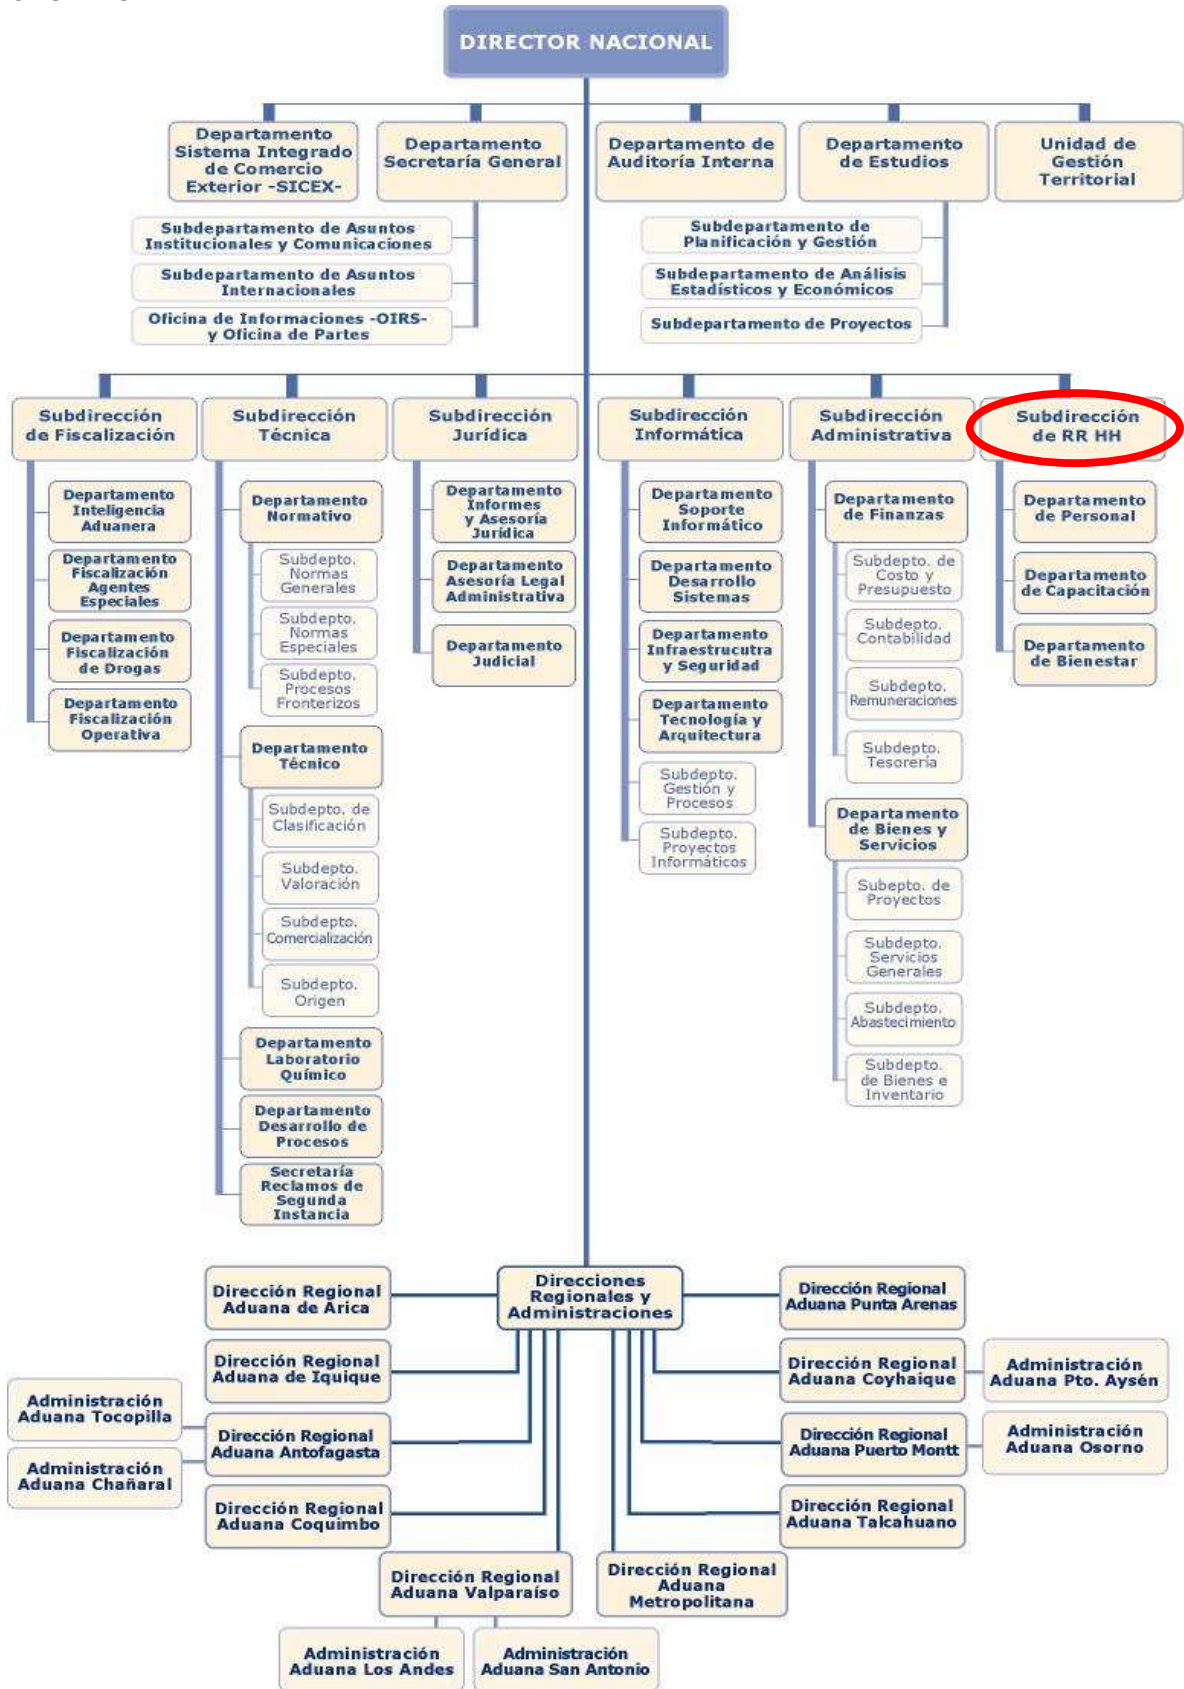 DIRECTOR NACIONAL
Departamento
Sistema Integrado
de Comercio
Exterior -SICEX-
Departamento
Secretaría General
Departamento de
Auditoría Interna
Departamento
de Estudios
Unidad de
Gestión
Territorial
Subdepartamento de Asuntos
Institucionales y Comunicaciones
Subdepartamento de Asuntos
Internacionales
Oficina de Informaciones -OIRS-
y Oficina de Partes
Subdepartamento de
Planificación y Gestión
Subdepartamento de Análisis
Estadísticos y Económicos
Subdepartamento de Proyectos
Subdirección
de Fiscalización
Subdirección
Técnica
Subdirección
Jurídica
Subdirección
Informática
Subdirección
Administrativa
Subdirección
de RR HH
Departamento
Inteligencia
Aduanera
Departamento
Fiscalización
Agentes
Especiales
Departamento
Fiscalización
de Drogas
Departamento
Fiscalización
Operativa
Departamento
Normativo
Subdepto.
Normas
Generales
Subdepto.
Normas
Especiales
Subdepto.
Procesos
Fronterizos
Departamento
Técnico
Subdepto. de
Clasificación
Subdepto.
Valoración
Subdepto.
Comercialización
Subdepto.
Origen
Departamento
Laboratorio
Químico
Departamento
Desarrollo de
Procesos
Secretaría
Reclamos de
Segunda
Instancia
Departamento
Informes
y Asesoría
Jurídica
Departamento
Asesoría Legal
Administrativa
Departamento
Judicial
Departamento
Soporte
Informático
Departamento
Desarrollo
Sistemas
Departamento
Infraestrucutra
y Seguridad
Departamento
Tecnología y
Arquitectura
Subdepto.
Gestión y
Procesos
Subdepto.
Proyectos
Informáticos
Departamento
de Finanzas
Subdepto. de
Costo y
Presupuesto
Subdepto.
Contabilidad
Subdepto.
Remuneraciones
Subdepto.
Tesorería
Departamento
de Bienes y
Servicios
Subepto. de
Proyectos
Subdepto.
Servicios
Generales
Subdepto.
Abastecimiento
Subdepto.
de Bienes e
Inventario
Departamento
de Personal
Departamento
de Capacitación
Departamento
de Bienestar
Direcciones
Regionales y
Administraciones
Dirección Regional
Aduana de Arica
Dirección Regional
Aduana de Iquique
Administración
Aduana Tocopilla
Dirección Regional
Aduana Antofagasta
Administración
Aduana Chañaral
Dirección Regional
Aduana Coquimbo
Dirección Regional
Aduana Valparaíso
Administración
Aduana Los Andes
Administración
Aduana San Antonio
Dirección Regional
Aduana Punta Arenas
Dirección Regional
Aduana Coyhaique
Administración
Aduana Pto. Aysén
Dirección Regional
Aduana Puerto Montt
Administración
Aduana Osorno
Dirección Regional
Aduana Talcahuano
Dirección Regional
Aduana
Metropolitana